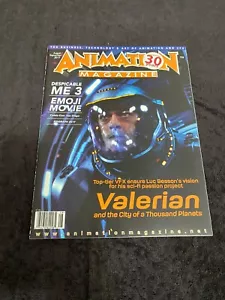 THE BUSINESS, TECHNOLOGY & ART OF ANIMATION AND VFX
ANIMATION
30
MAGAZINE
DESPICABLE
ME 3
EMOJI
MOVIE
Top-tier VFX ensure Luc Besson's vision
for his sci-fi passion project
Valerian
and the City of a Thousand Planets
www.animationmagazine.net